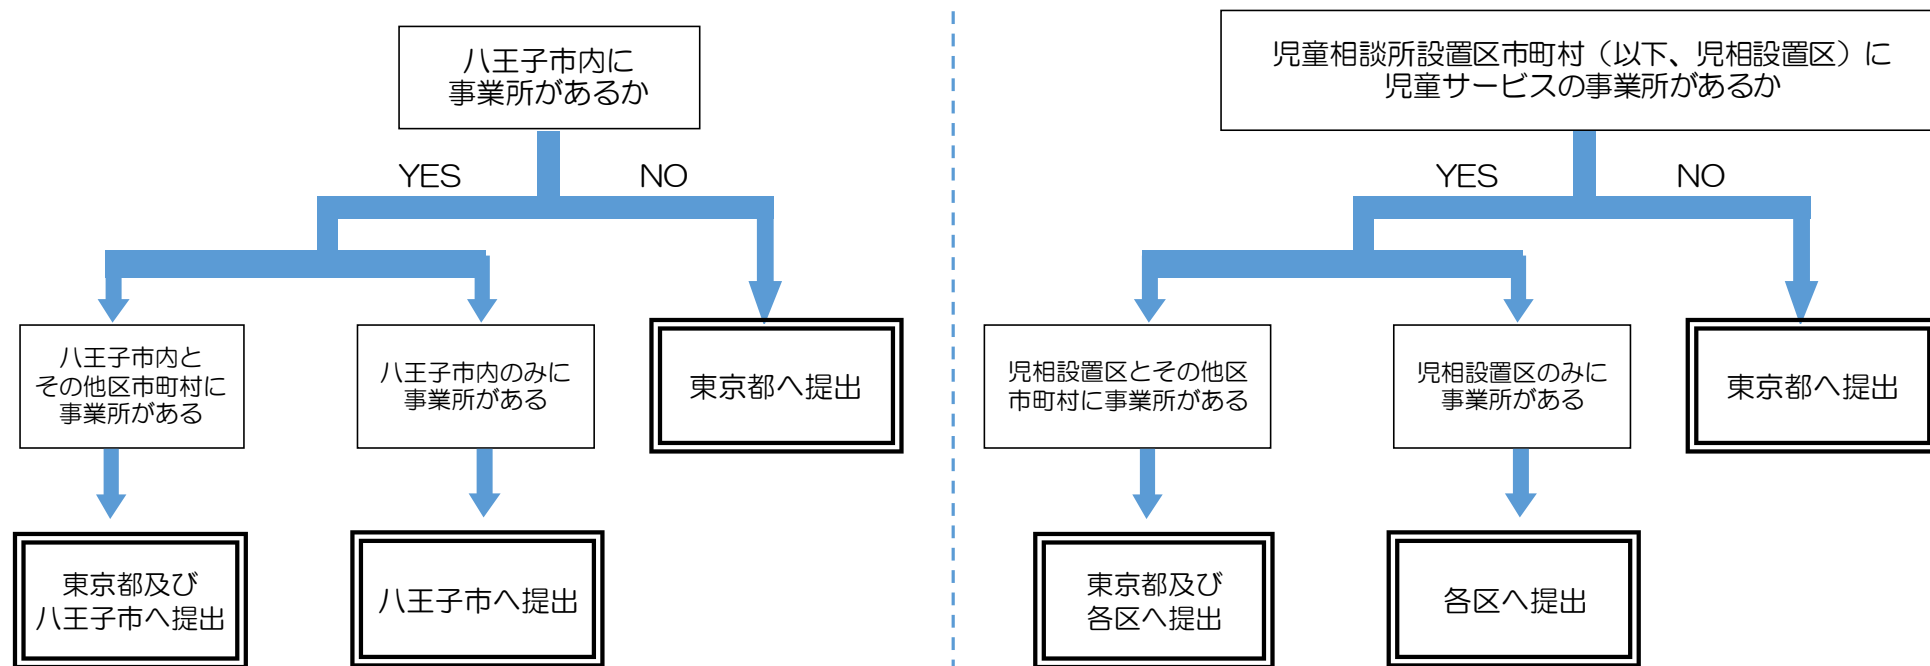 八王子市内に
事業所があるか
YES
NO
八王子市内と
その他区市町村に
事業所がある
八王子市内のみに
事業所がある
東京都へ提出
東京都及び
八王子市へ提出
八王子市へ提出
児童相談所設置区市町村（以下、児相設置区）に
児童サービスの事業所があるか
YES
NO
児相設置区とその他区
市町村に事業所がある
児相設置区のみに
事業所がある
東京都へ提出
東京都及び
各区へ提出
各区へ提出